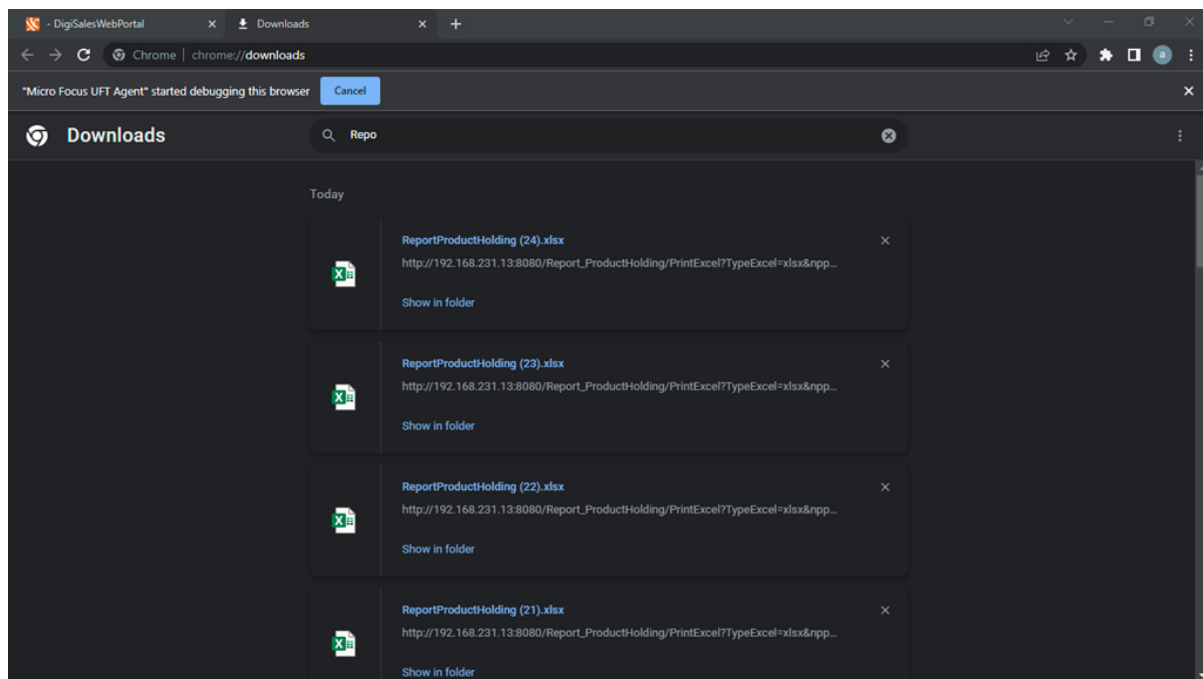 - DigiSalesWebPortal
Downloads
Chrome | chrome://downloads
a
"Micro Focus UFT Agent" started debugging this browser
Cancel
Downloads
Repo
Today
ReportProductHolding (24).xlsx
http://192.168.231.13:8080/Report_ProductHolding/PrintExcel?TypeExcel=xlsx&npp...
Show in folder
ReportProductHolding (23).xlsx
http://192.168.231.13:8080/Report_ProductHolding/PrintExcel?TypeExcel=xlsx&npp...
Show in folder
ReportProductHolding (22).xlsx
http://192.168.231.13:8080/Report_ProductHolding/PrintExcel?TypeExcel=xlsx&npp...
Show in folder
ReportProductHolding (21).xlsx
http://192.168.231.13:8080/Report_ProductHolding/PrintExcel?TypeExcel=xlsx&npp...
Show in folder